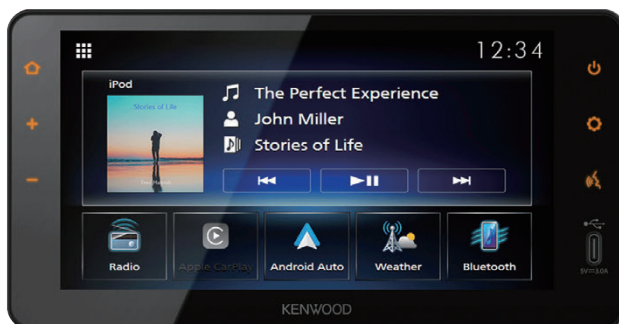 12:34
iPod
Stories of Life
The Perfect Experience
John Miller
Stories of Life
Radio
Apple CarPlay
Android Auto
Weather
Bluetooth
5V⎓3.0A
KENWOOD